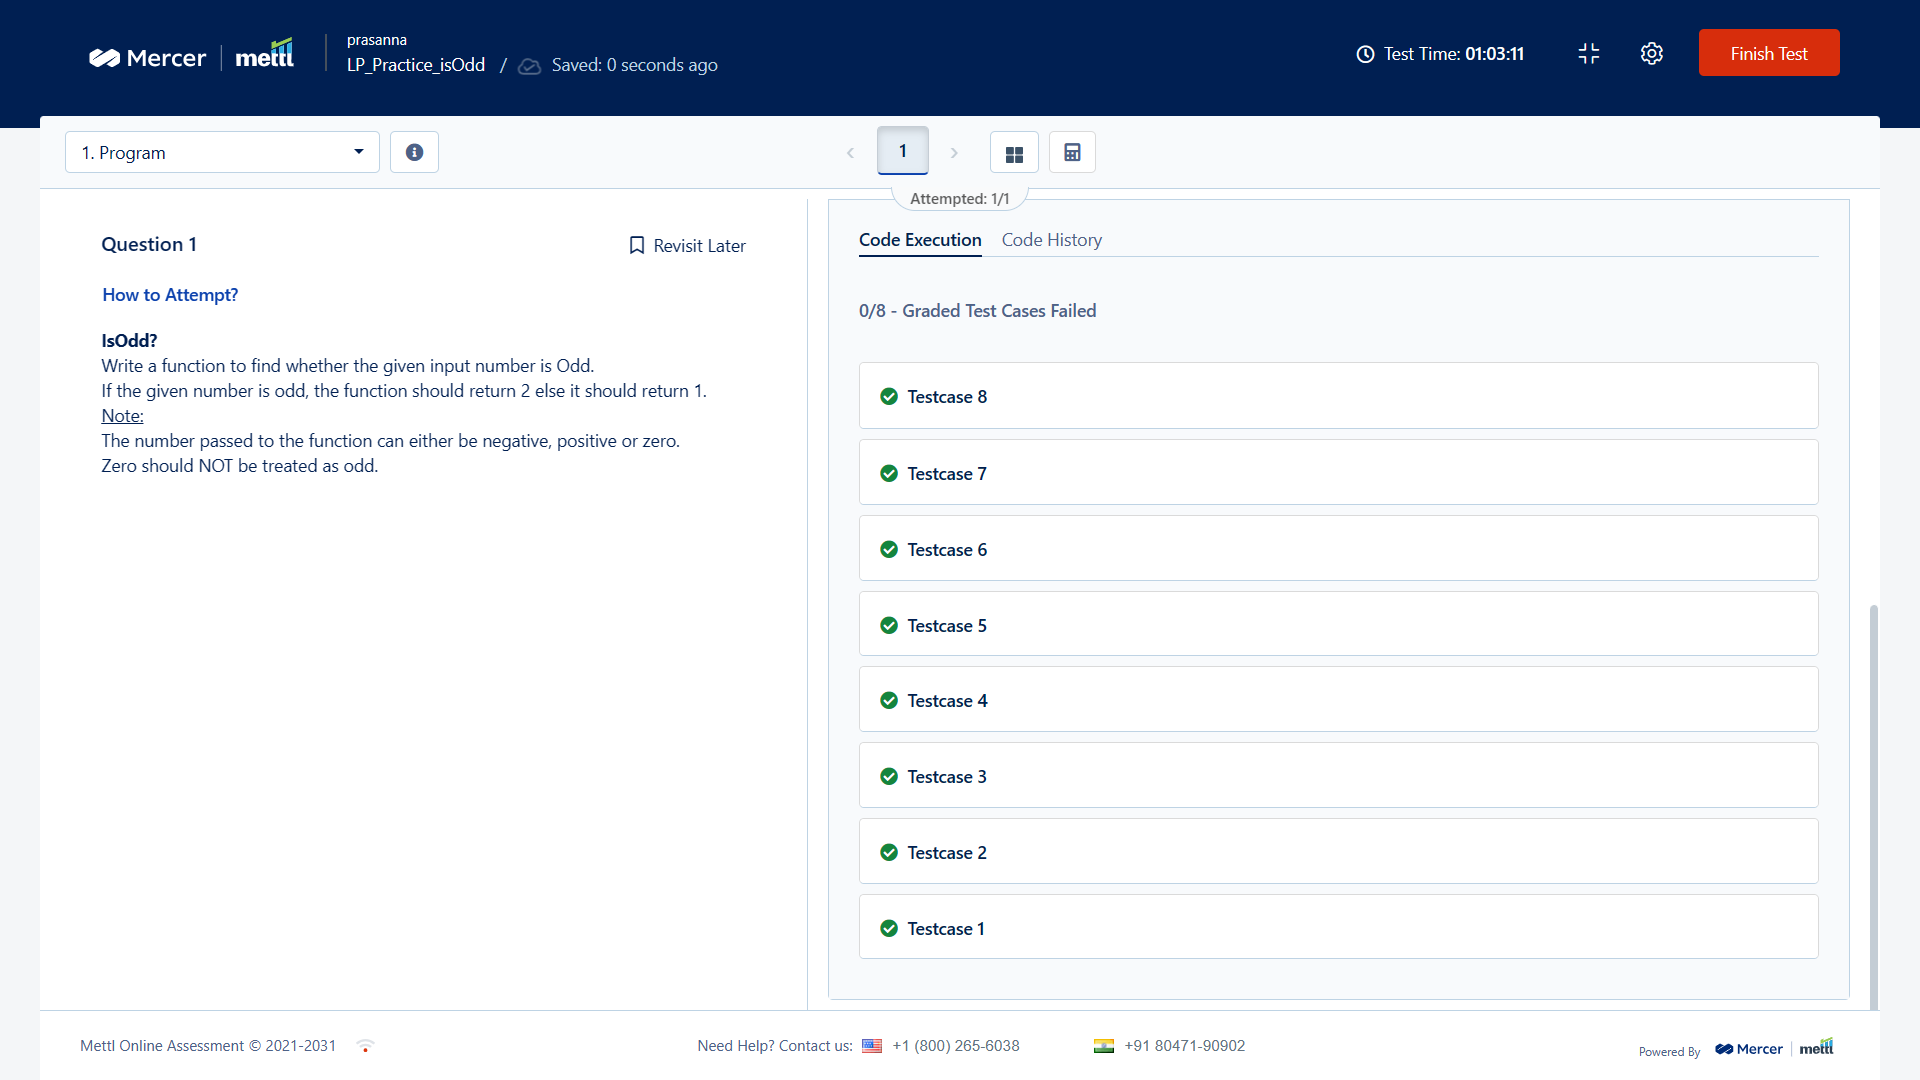 Mercer mettl
prasanna
LP_Practice_isOdd / Saved: 0 seconds ago
Test Time: 01:03:11
Finish Test
1. Program
1
Attempted: 1/1
Question 1
Revisit Later
How to Attempt?
IsOdd?
Write a function to find whether the given input number is Odd.
If the given number is odd, the function should return 2 else it should return 1.
Note:
The number passed to the function can either be negative, positive or zero.
Zero should NOT be treated as odd.
Code Execution Code History
0/8 - Graded Test Cases Failed
Testcase 8
Testcase 7
Testcase 6
Testcase 5
Testcase 4
Testcase 3
Testcase 2
Testcase 1
Mettl Online Assessment © 2021-2031
Need Help? Contact us: +1 (800) 265-6038 +91 80471-90902
Powered By Mercer mettl